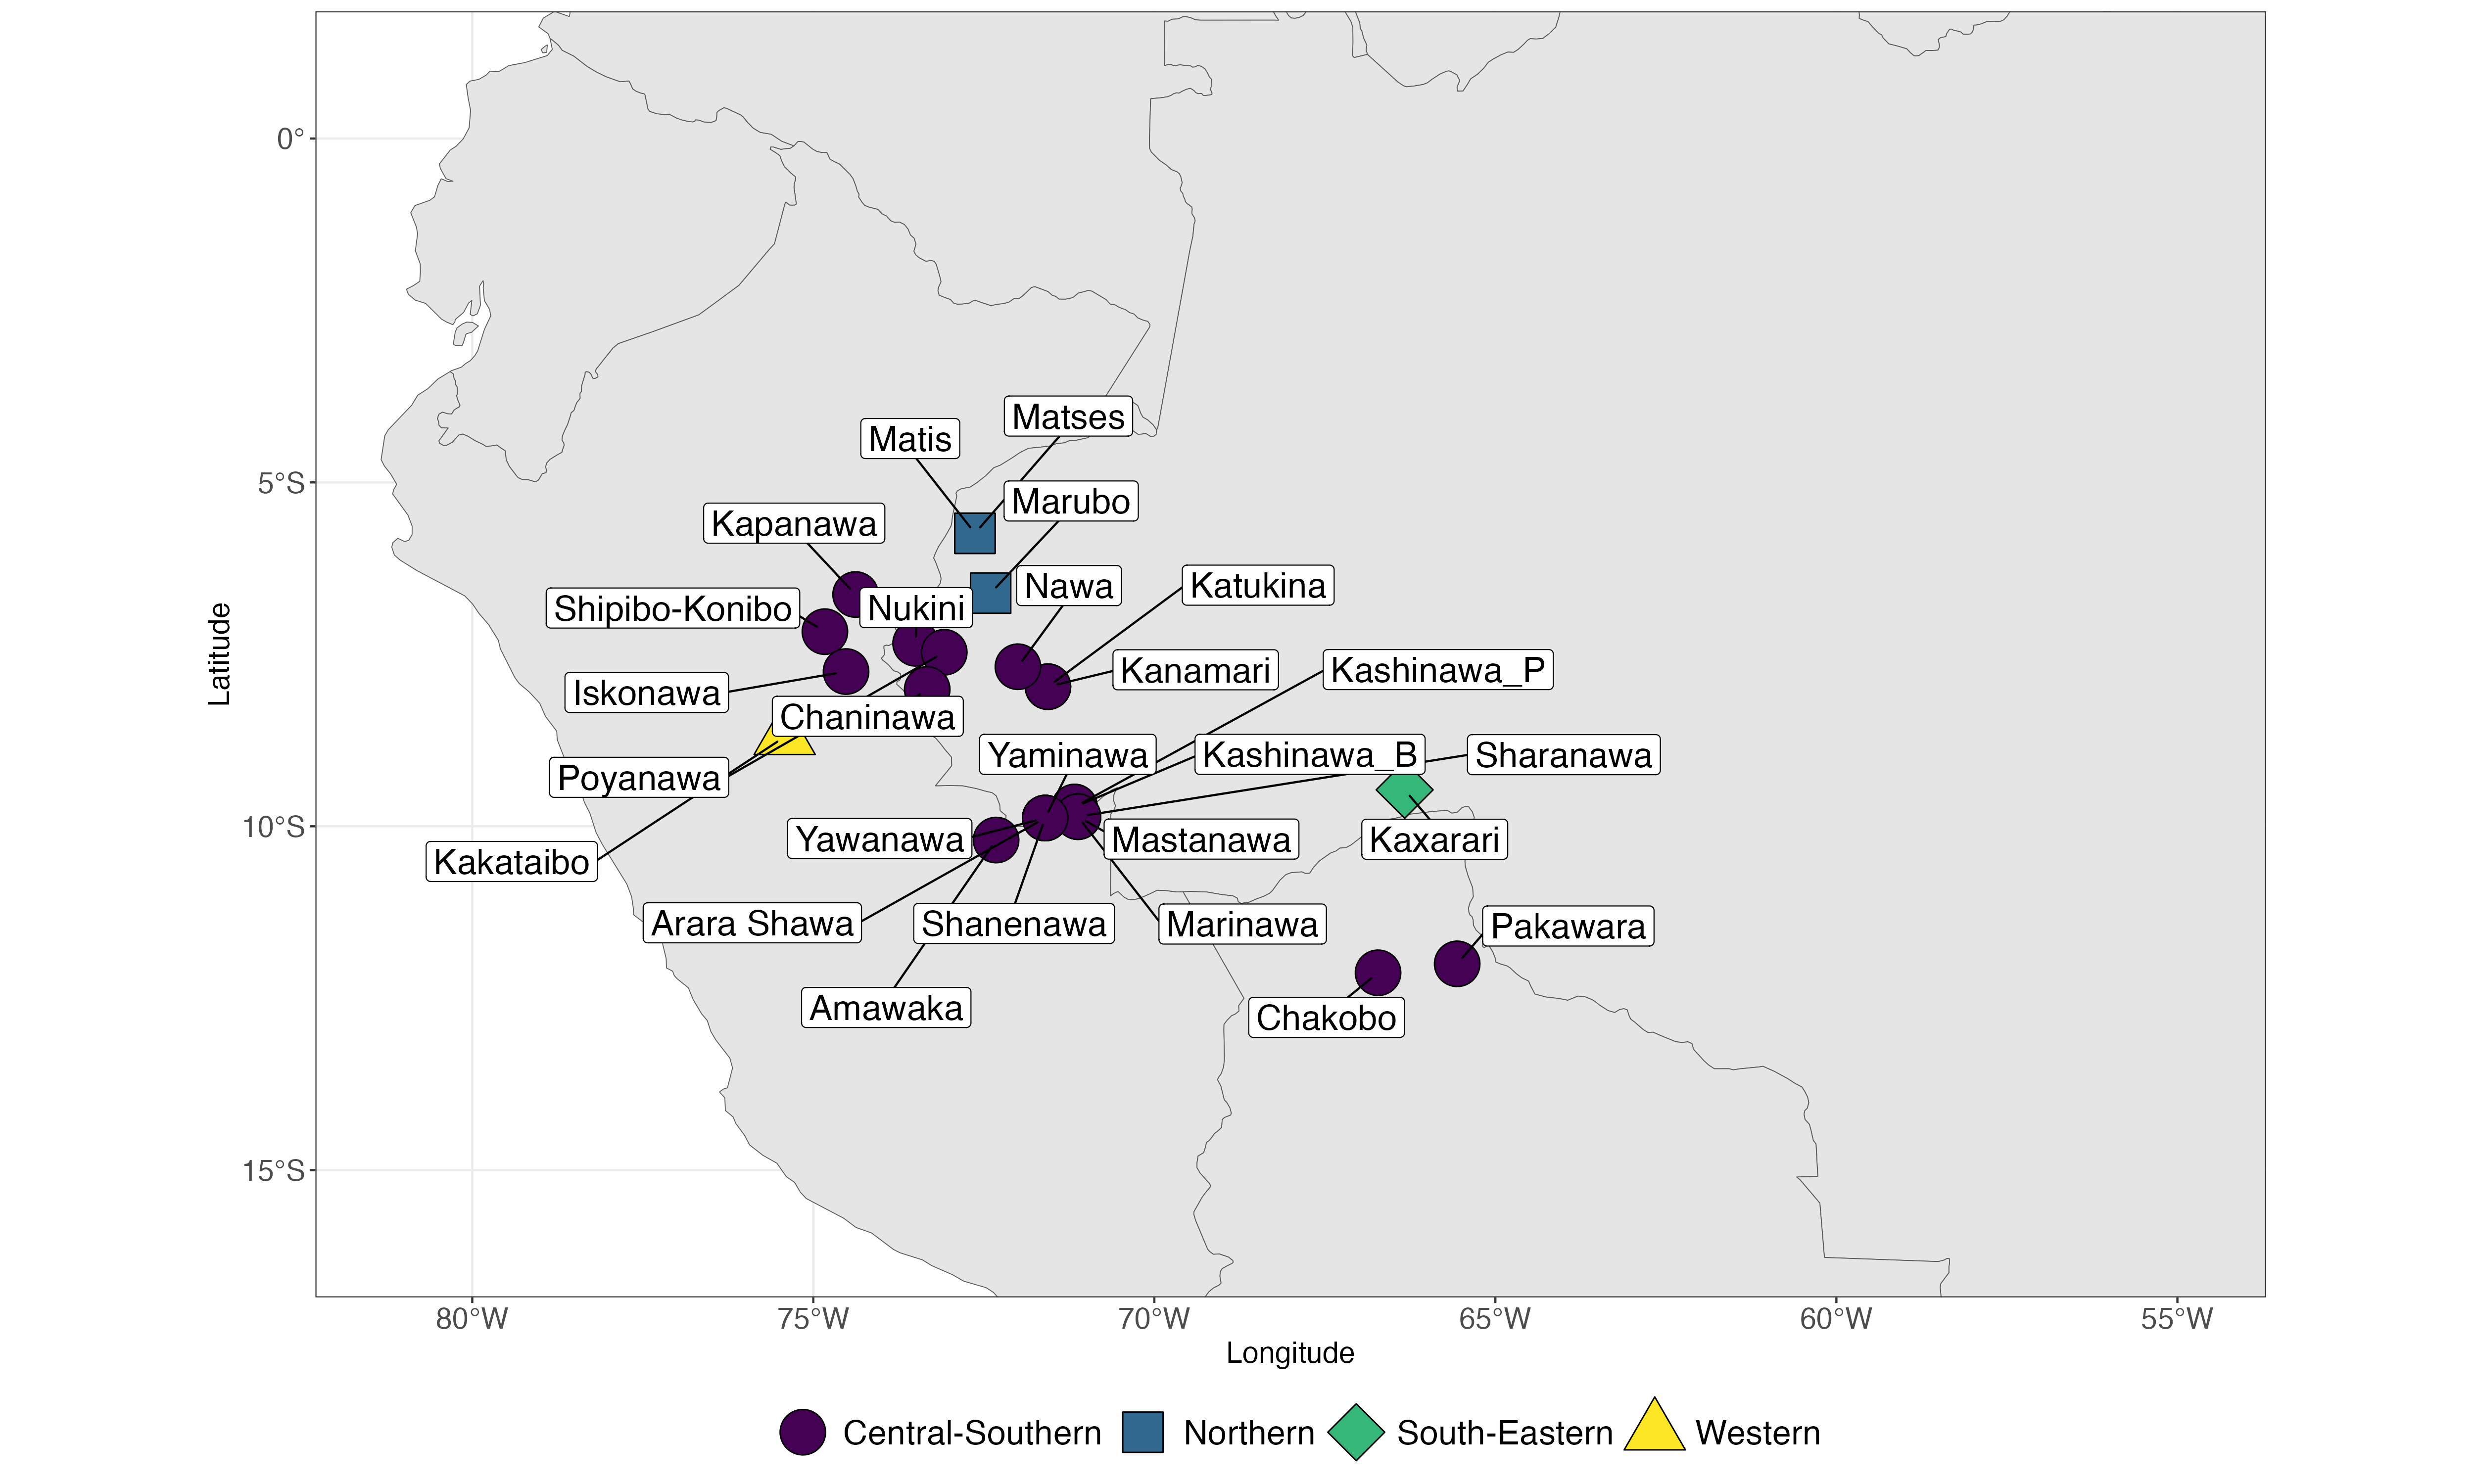 Matses
Matis
Marubo
Kapanawa
Nawa
Katukina
Shipibo-Konibo
Nukini
Kanamari
Kashinawa_P
Iskonawa
Chaninawa
Yaminawa
Kashinawa_B
Sharanawa
Poyanawa
Yawanawa
Mastanawa
Kaxarari
Kakataibo
Arara Shawa
Shanenawa
Marinawa
Pakawara
Amawaka
Chakobo
0°
5°S
10°S
15°S
Latitude
80°W
75°W
70°W
65°W
60°W
55°W
Longitude
Central-Southern
Northern
South-Eastern
Western